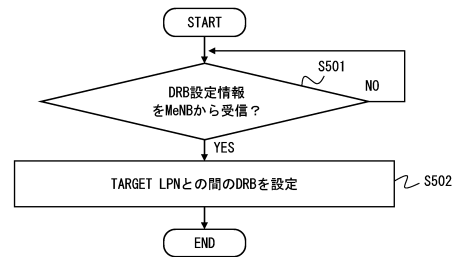 START
S501
DRB設定情報
をMeNBから受信？
NO
YES
TARGET LPNとの間のDRBを設定
S502
END